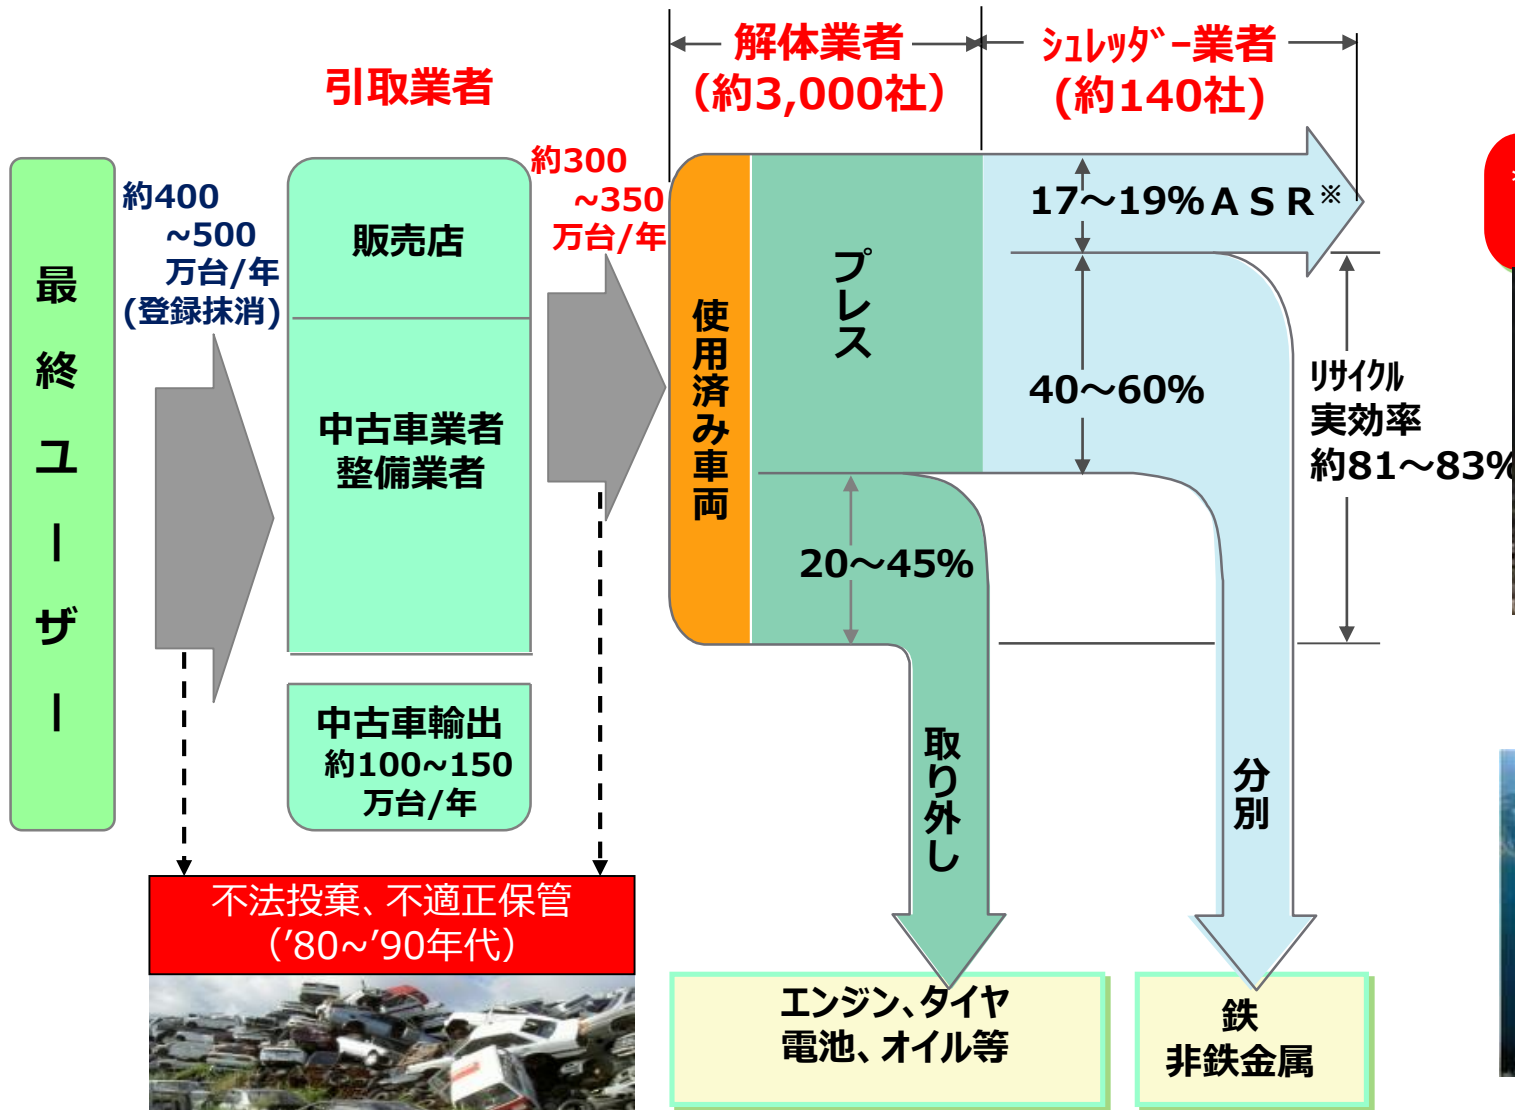 引取業者
解体業者
（約3,000社）
ｼｭﾚｯﾀﾞｰ業者
(約140社)
最終ユーザー
約400
~500
万台/年
(登録抹消)
販売店
中古車業者
整備業者
中古車輸出
約100~150
万台/年
約300
~350
万台/年
使用済み車両
プレス
17～19%ＡＳＲ※
40～60%
20～45%
ﾘｻｲｸﾙ
実効率
約81～83%
取り外し
分別
不法投棄、不適正保管
（’80~’90年代）
エンジン、タイヤ
電池、オイル等
鉄
非鉄金属